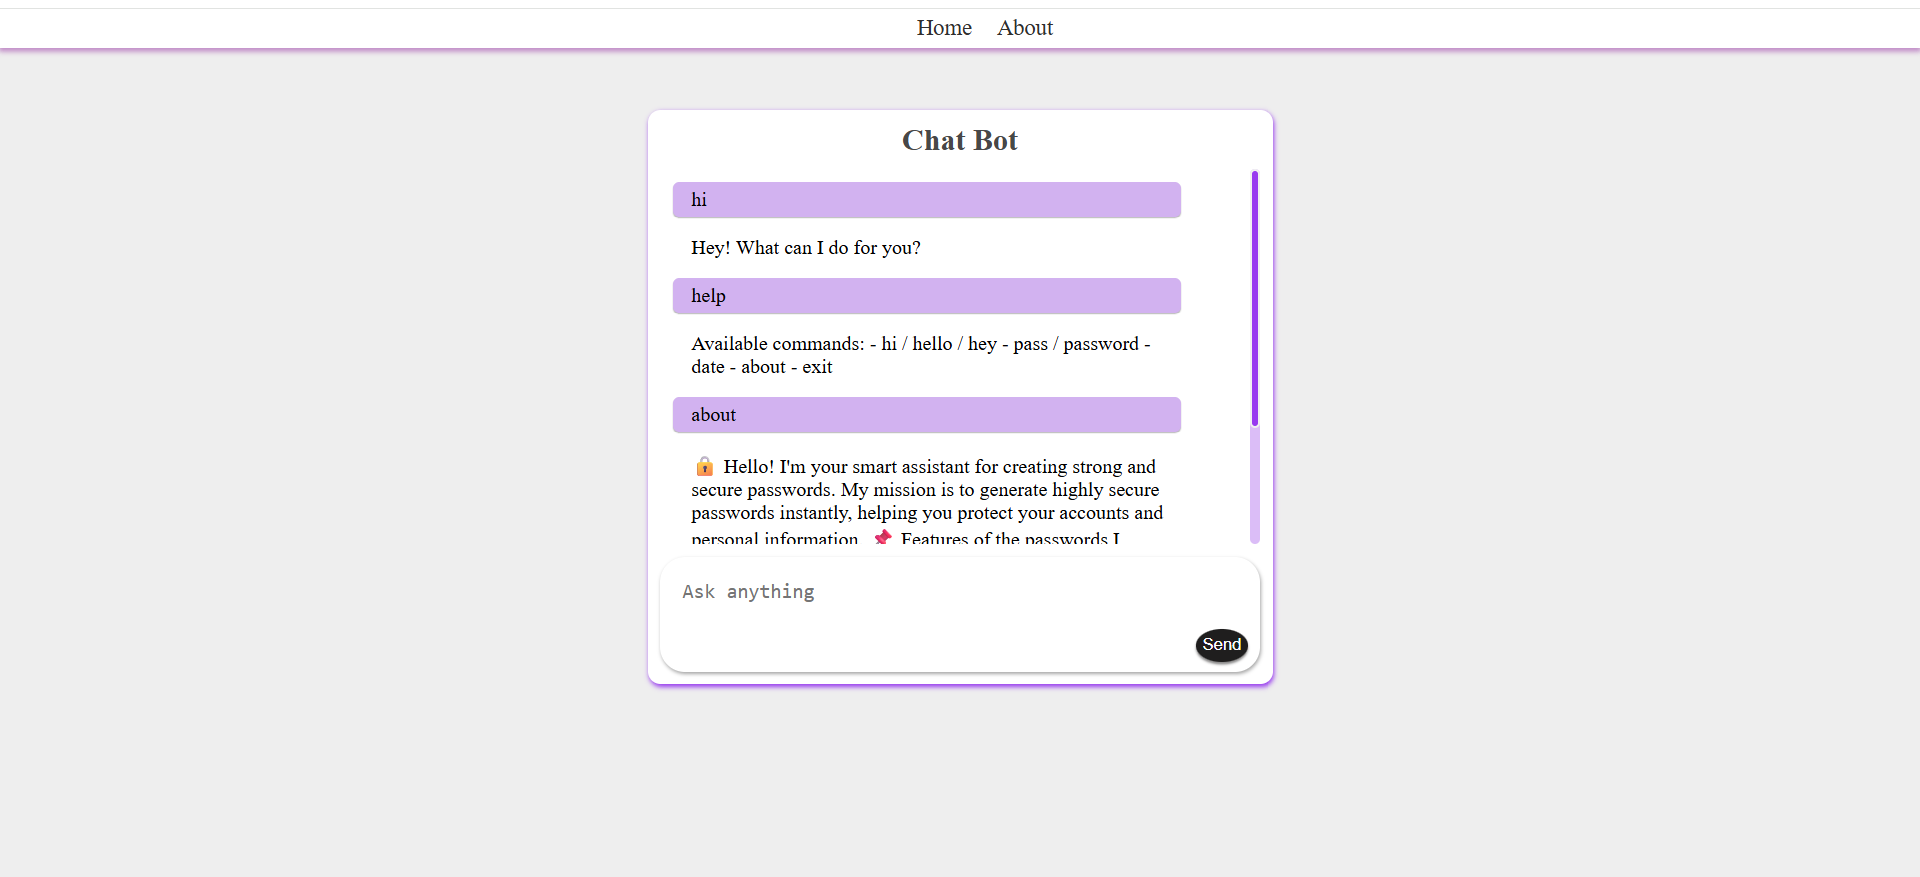 Home About
Chat Bot
hi
Hey! What can I do for you?
help
Available commands: - hi / hello / hey - pass / password -
date - about - exit
about
🔒 Hello! I'm your smart assistant for creating strong and
secure passwords. My mission is to generate highly secure
passwords instantly, helping you protect your accounts and
personal information. 📌 Features of the passwords I
Ask anything
Send